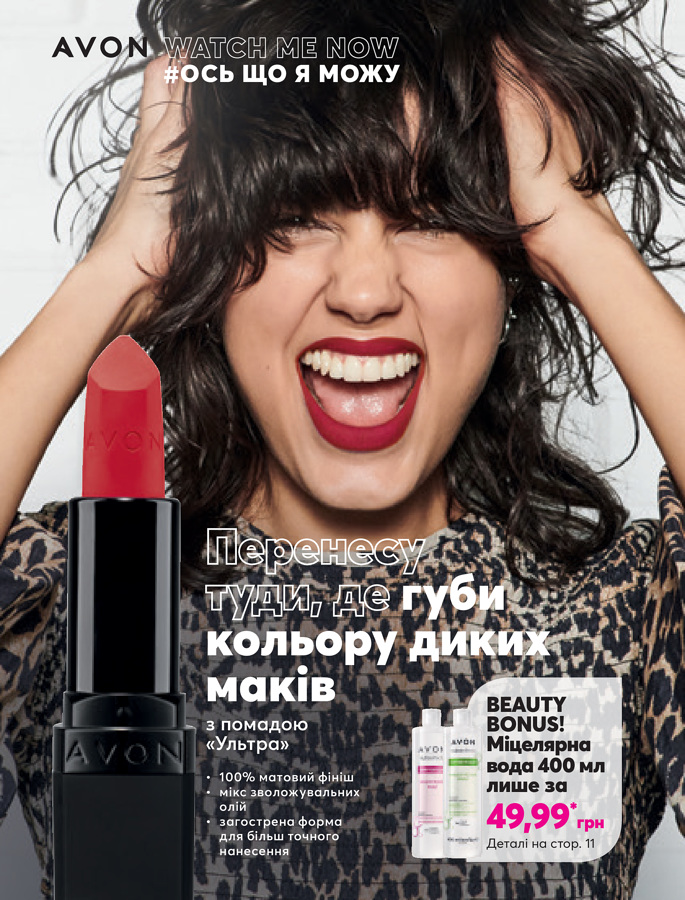 AVON WATCH ME NOW
#ОСЬ ЩО Я МОЖУ
AVON
Перенесу
туди, де губи
кольору диких
маків
з помадою
«Ультра»
• 100% матовий фініш
• мікс зволожувальних
олій
• загострена форма
для більш точного
нанесення
AVON
BEAUTY
BONUS!
Міцелярна
вода 400 мл
лише за
49,99* грн
Деталі на стор. 11
AVON
AVON